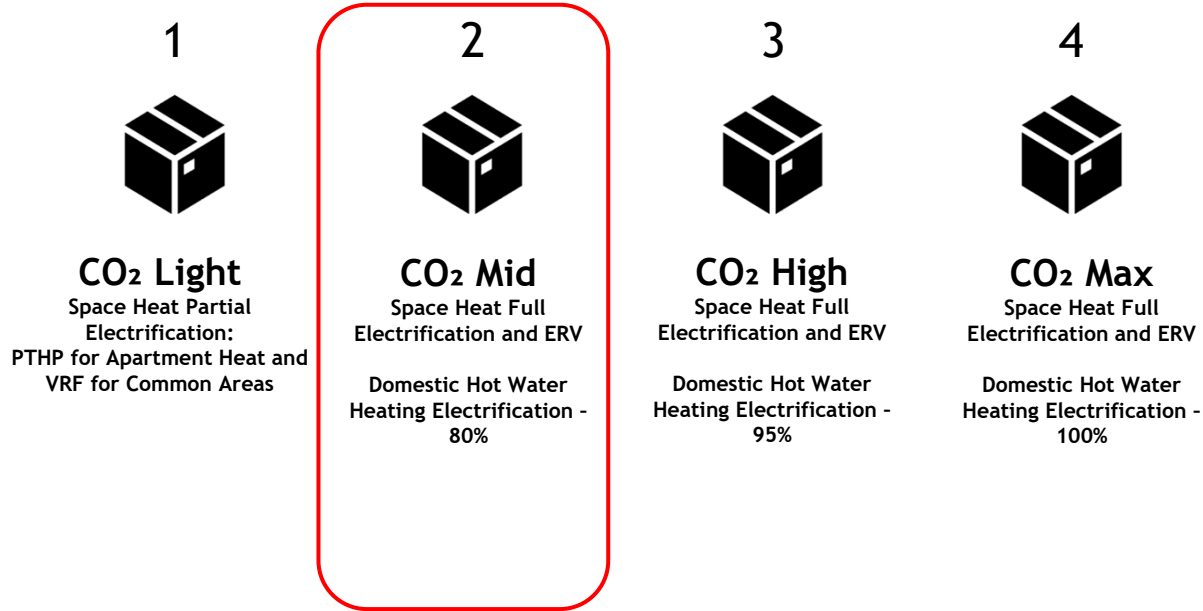 1
CO₂ Light
Space Heat Partial
Electrification:
PTHP for Apartment Heat and
VRF for Common Areas
2
CO₂ Mid
Space Heat Full
Electrification and ERV
Domestic Hot Water
Heating Electrification –
80%
3
CO₂ High
Space Heat Full
Electrification and ERV
Domestic Hot Water
Heating Electrification –
95%
4
CO₂ Max
Space Heat Full
Electrification and ERV
Domestic Hot Water
Heating Electrification –
100%